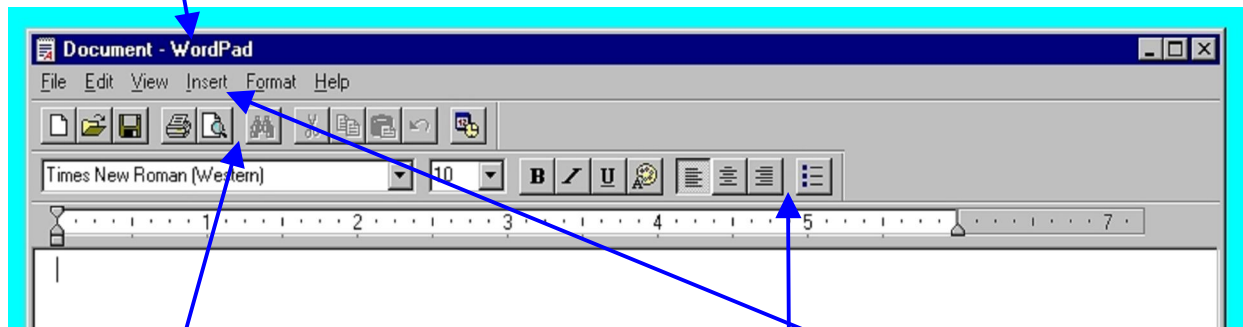 Document - WordPad
File Edit View Insert Format Help
Times New Roman (Western) 10 B I U
1 2 3 4 5 7